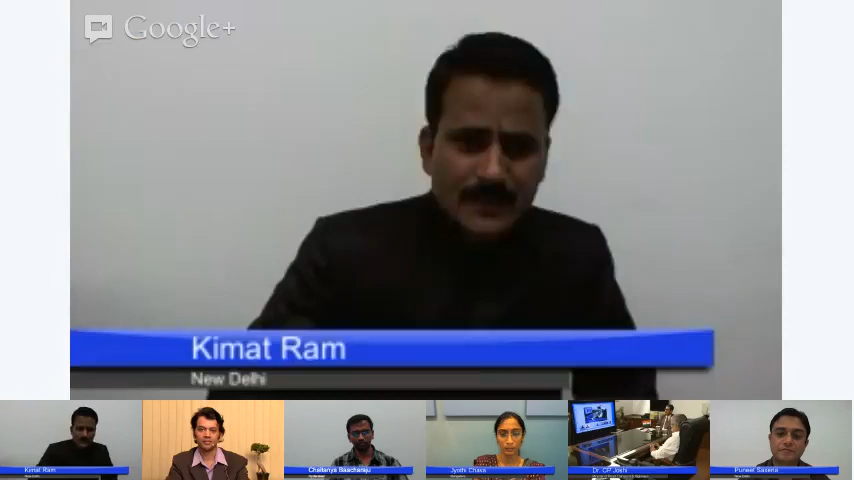 Google+
Kimat Ram
New Delhi
Kimat Ram
Chaitanya Baacharaju
Jyothi Chava
Dr. CP Joshi
Puneet Saxena